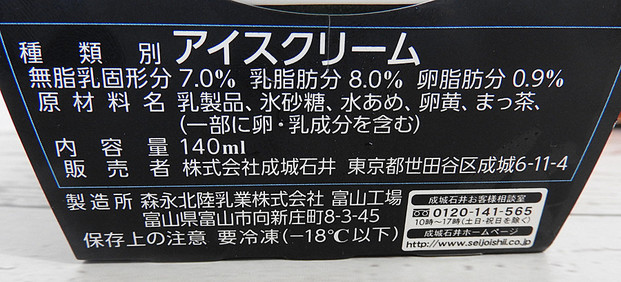 種類別 アイスクリーム
無脂乳固形分 7.0% 乳脂肪分 8.0% 卵脂肪分 0.9%
原材料名 乳製品、氷砂糖、水あめ、卵黄、まっ茶、
（一部に卵・乳成分を含む）
内容量 140ml
販売者 株式会社成城石井 東京都世田谷区成城6-11-4
製造所 森永北陸乳業株式会社 富山工場
富山県富山市向新庄町8-3-45
保存上の注意 要冷凍（−18℃以下）
成城石井お客様相談室
0120-141-565
10時〜17時（土日・祝日を除く）
成城石井ホームページ
http://www.seijoishii.co.jp